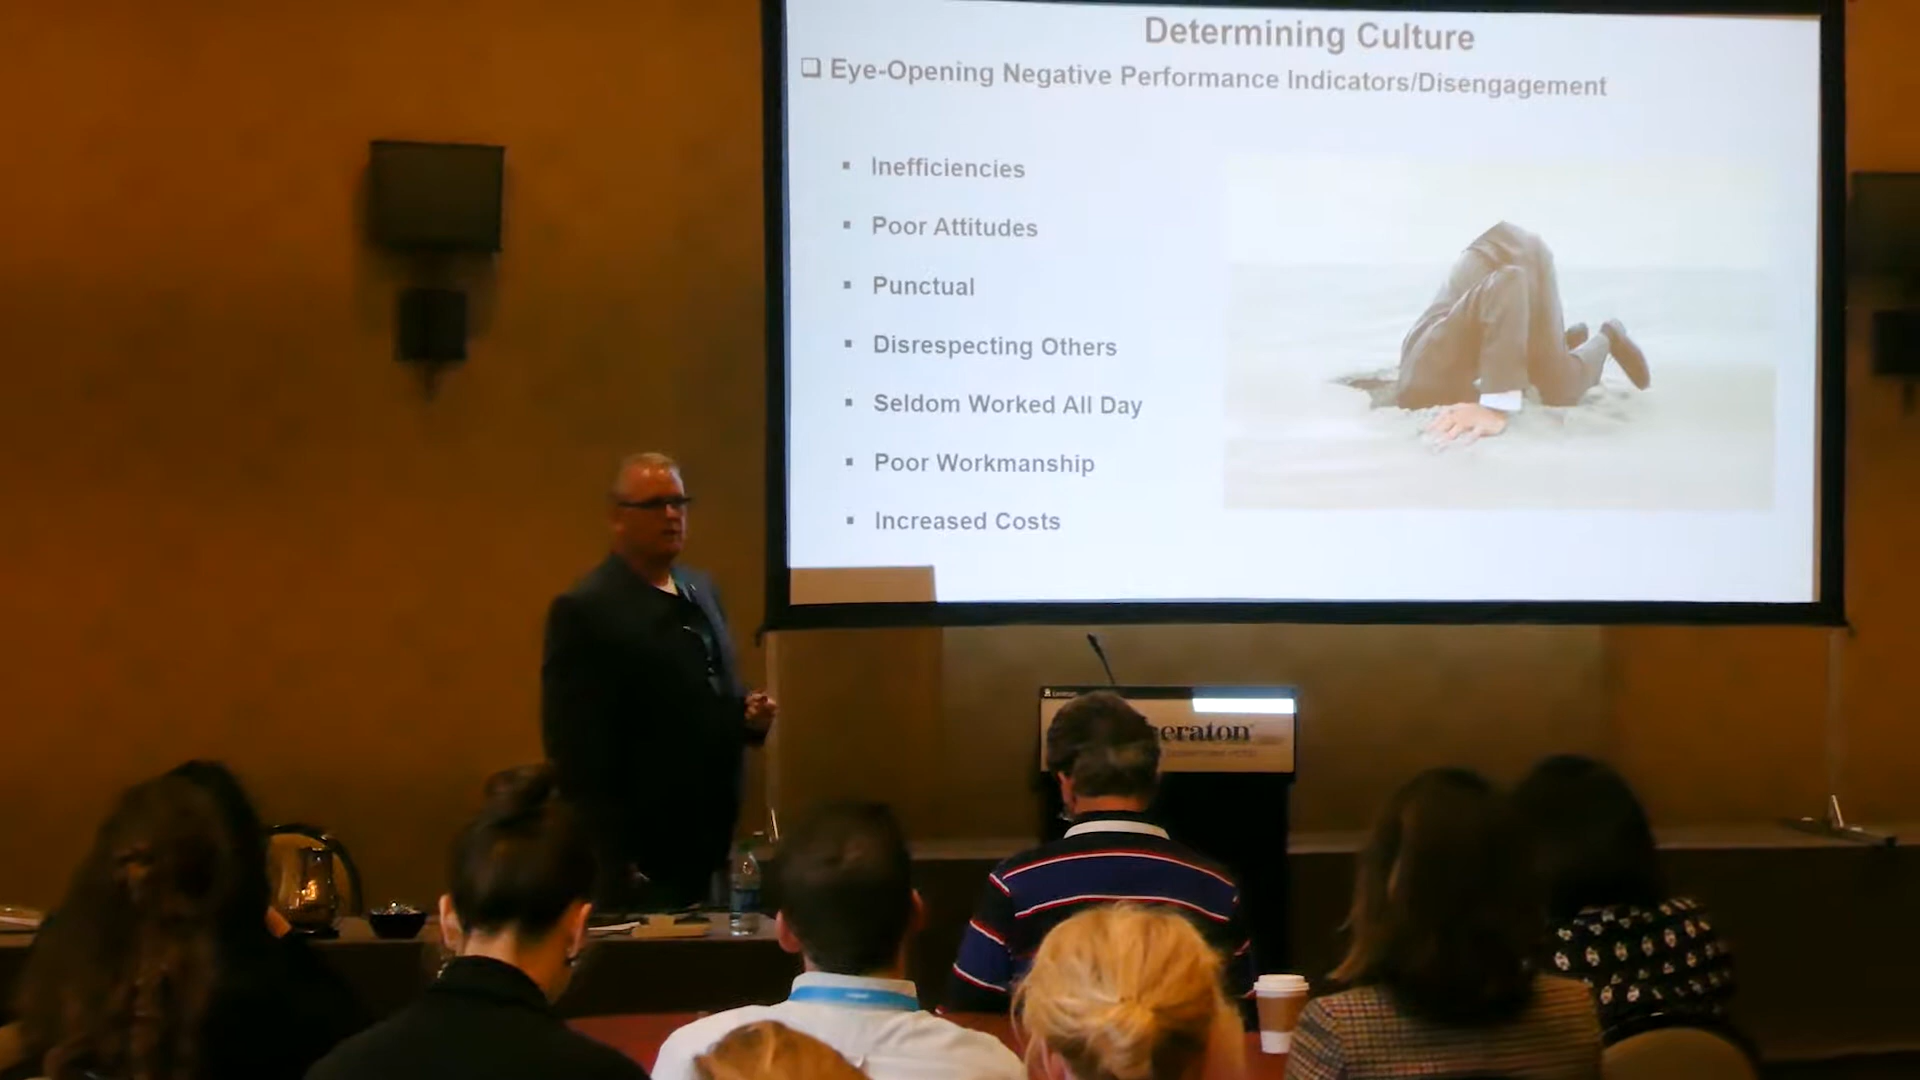 Determining Culture
❑ Eye-Opening Negative Performance Indicators/Disengagement
▪ Inefficiencies
▪ Poor Attitudes
▪ Punctual
▪ Disrespecting Others
▪ Seldom Worked All Day
▪ Poor Workmanship
▪ Increased Costs
eraton